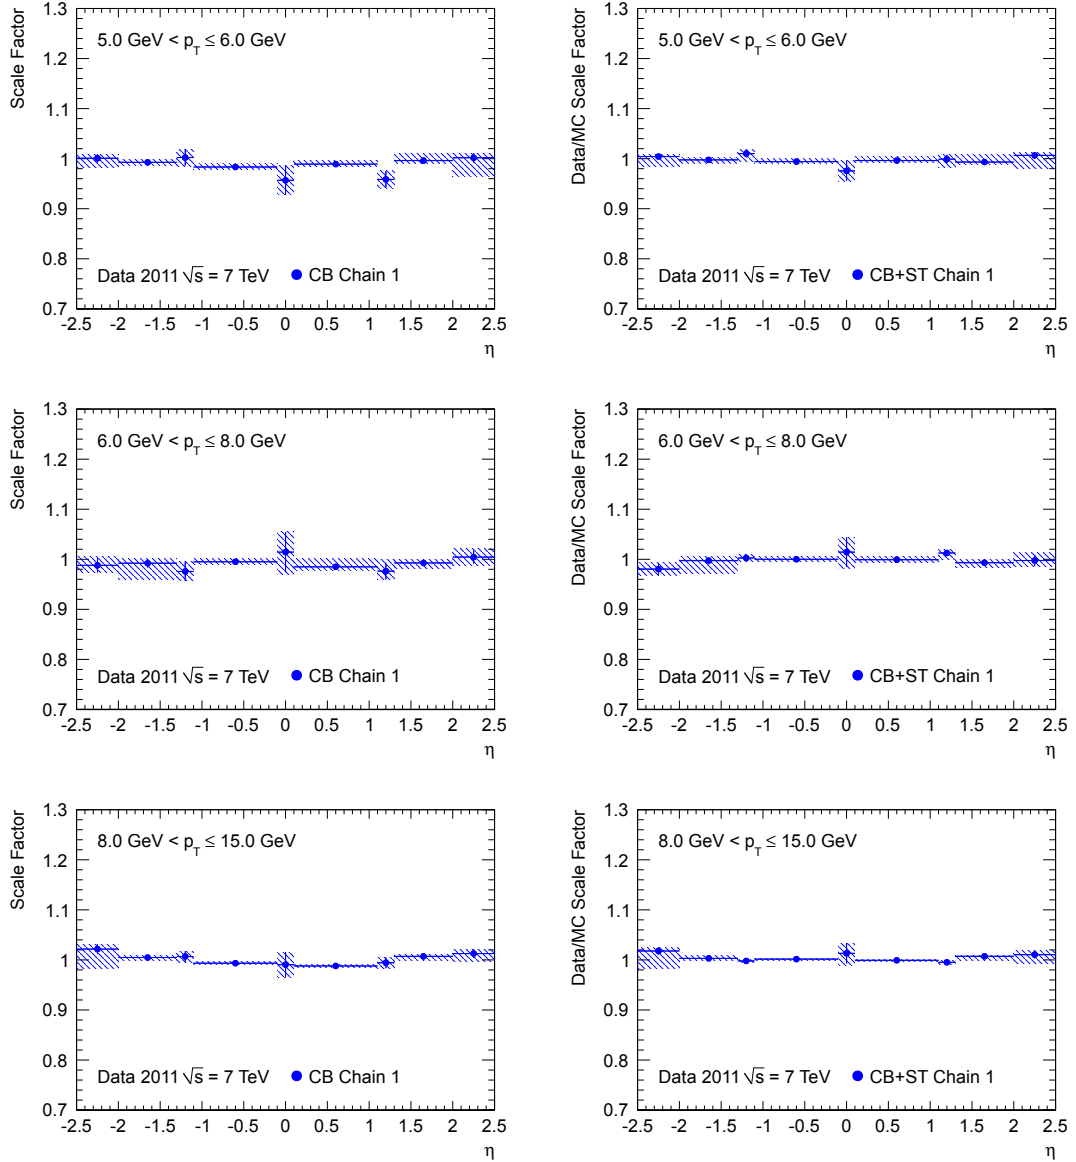 Scale Factor
1.3
1.2
1.1
1
0.9
0.8
0.7
5.0 GeV < p_T ≤ 6.0 GeV
Data 2011 √s = 7 TeV ● CB Chain 1
-2.5 -2 -1.5 -1 -0.5 0 0.5 1 1.5 2 2.5
η
Data/MC Scale Factor
1.3
1.2
1.1
1
0.9
0.8
0.7
5.0 GeV < p_T ≤ 6.0 GeV
Data 2011 √s = 7 TeV ● CB+ST Chain 1
-2.5 -2 -1.5 -1 -0.5 0 0.5 1 1.5 2 2.5
η
Scale Factor
1.3
1.2
1.1
1
0.9
0.8
0.7
6.0 GeV < p_T ≤ 8.0 GeV
Data 2011 √s = 7 TeV ● CB Chain 1
-2.5 -2 -1.5 -1 -0.5 0 0.5 1 1.5 2 2.5
η
Data/MC Scale Factor
1.3
1.2
1.1
1
0.9
0.8
0.7
6.0 GeV < p_T ≤ 8.0 GeV
Data 2011 √s = 7 TeV ● CB+ST Chain 1
-2.5 -2 -1.5 -1 -0.5 0 0.5 1 1.5 2 2.5
η
Scale Factor
1.3
1.2
1.1
1
0.9
0.8
0.7
8.0 GeV < p_T ≤ 15.0 GeV
Data 2011 √s = 7 TeV ● CB Chain 1
-2.5 -2 -1.5 -1 -0.5 0 0.5 1 1.5 2 2.5
η
Data/MC Scale Factor
1.3
1.2
1.1
1
0.9
0.8
0.7
8.0 GeV < p_T ≤ 15.0 GeV
Data 2011 √s = 7 TeV ● CB+ST Chain 1
-2.5 -2 -1.5 -1 -0.5 0 0.5 1 1.5 2 2.5
η